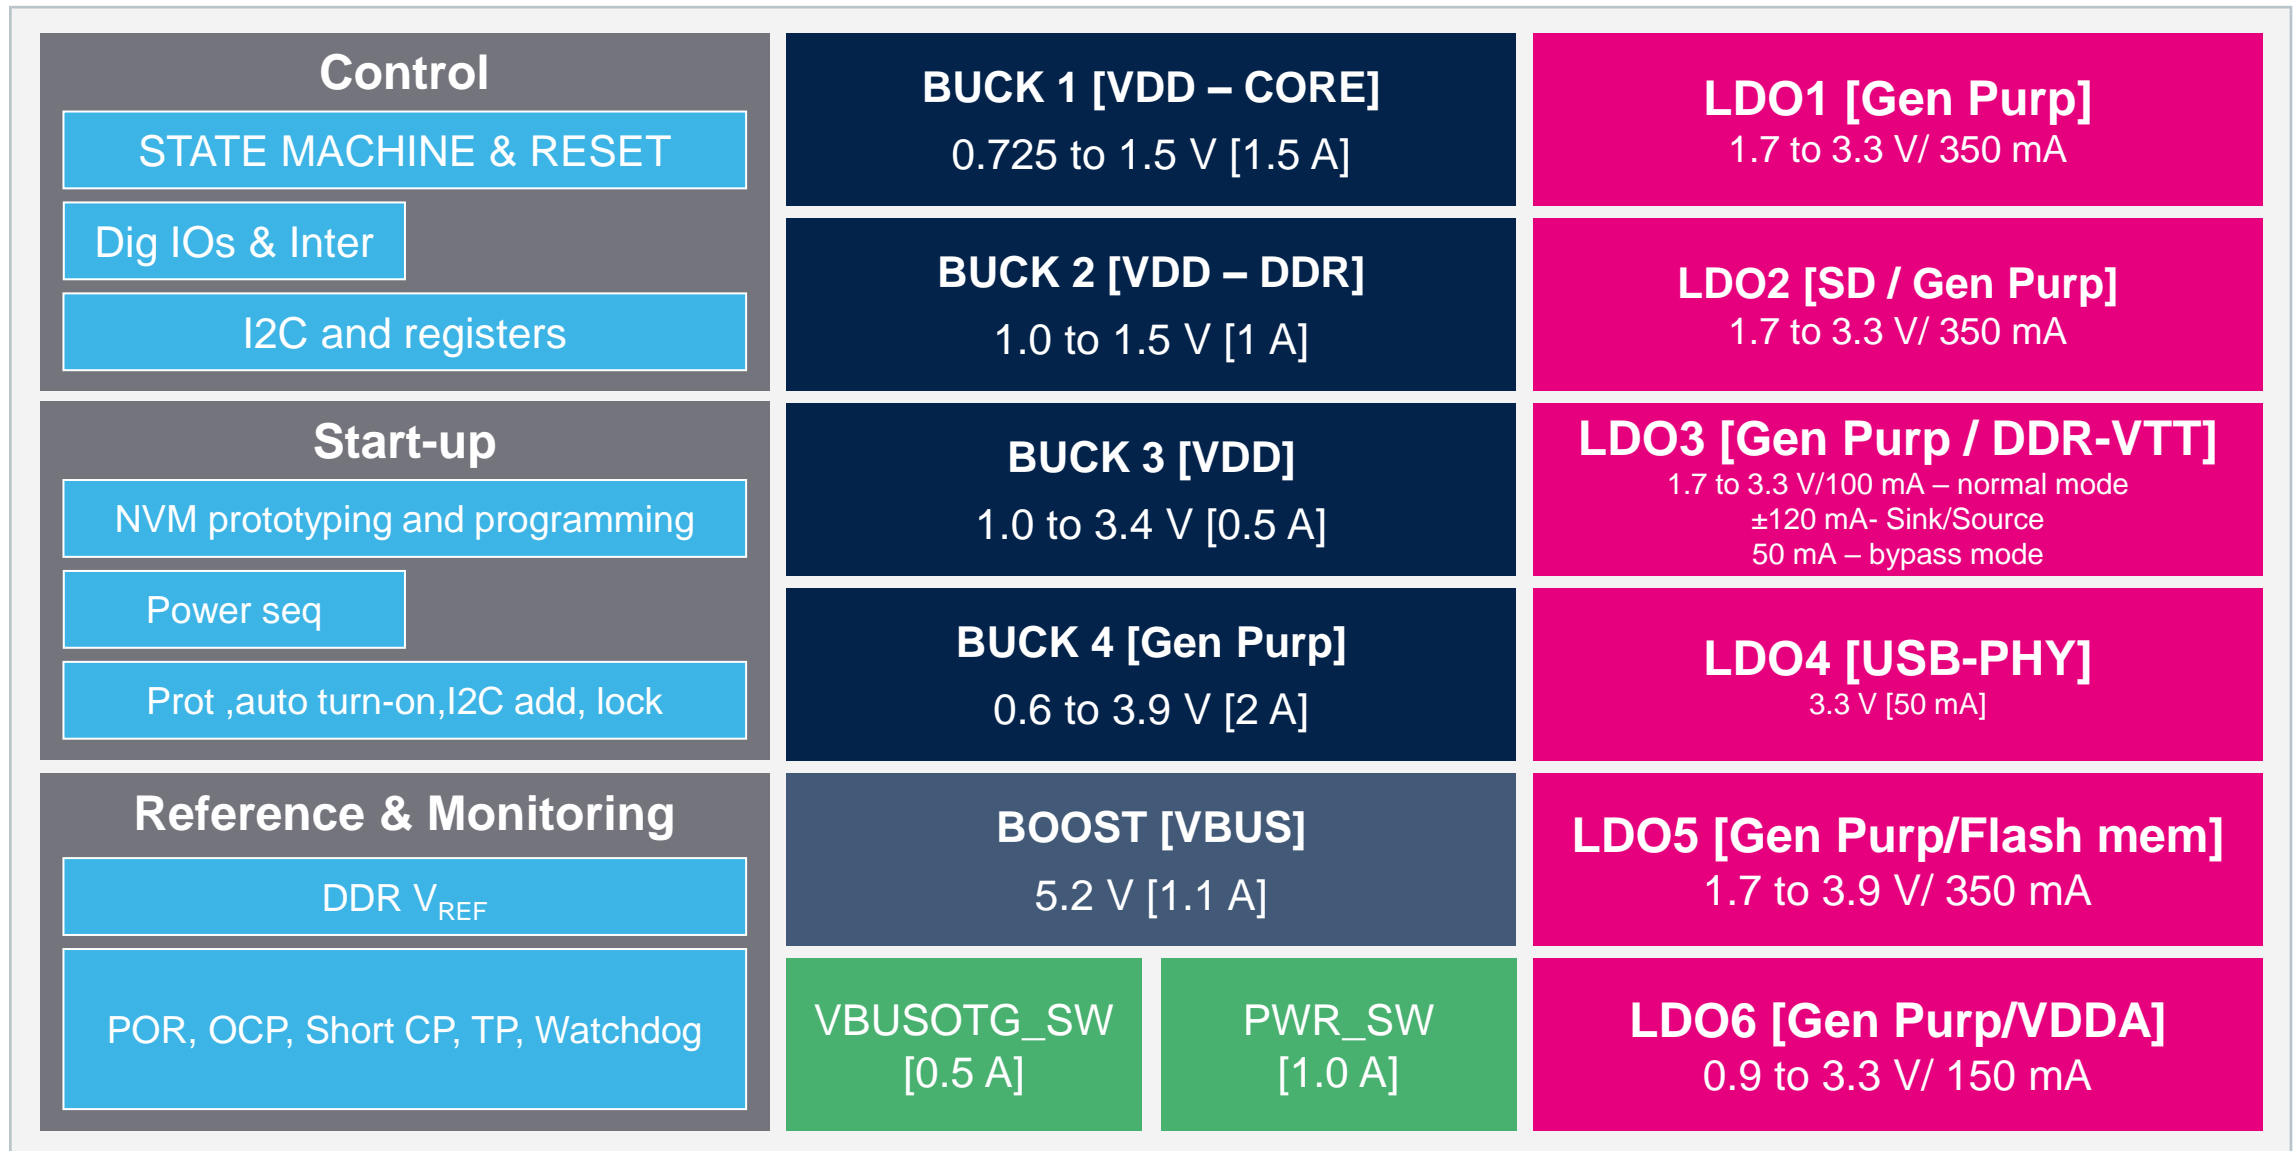 Control
STATE MACHINE & RESET
Dig IOs & Inter
I2C and registers
Start-up
NVM prototyping and programming
Power seq
Prot ,auto turn-on,I2C add, lock
Reference & Monitoring
DDR VREF
POR, OCP, Short CP, TP, Watchdog
BUCK 1 [VDD – CORE]
0.725 to 1.5 V [1.5 A]
BUCK 2 [VDD – DDR]
1.0 to 1.5 V [1 A]
BUCK 3 [VDD]
1.0 to 3.4 V [0.5 A]
BUCK 4 [Gen Purp]
0.6 to 3.9 V [2 A]
BOOST [VBUS]
5.2 V [1.1 A]
VBUSOTG_SW
[0.5 A]
PWR_SW
[1.0 A]
LDO1 [Gen Purp]
1.7 to 3.3 V/ 350 mA
LDO2 [SD / Gen Purp]
1.7 to 3.3 V/ 350 mA
LDO3 [Gen Purp / DDR-VTT]
1.7 to 3.3 V/100 mA – normal mode
±120 mA- Sink/Source
50 mA – bypass mode
LDO4 [USB-PHY]
3.3 V [50 mA]
LDO5 [Gen Purp/Flash mem]
1.7 to 3.9 V/ 350 mA
LDO6 [Gen Purp/VDDA]
0.9 to 3.3 V/ 150 mA